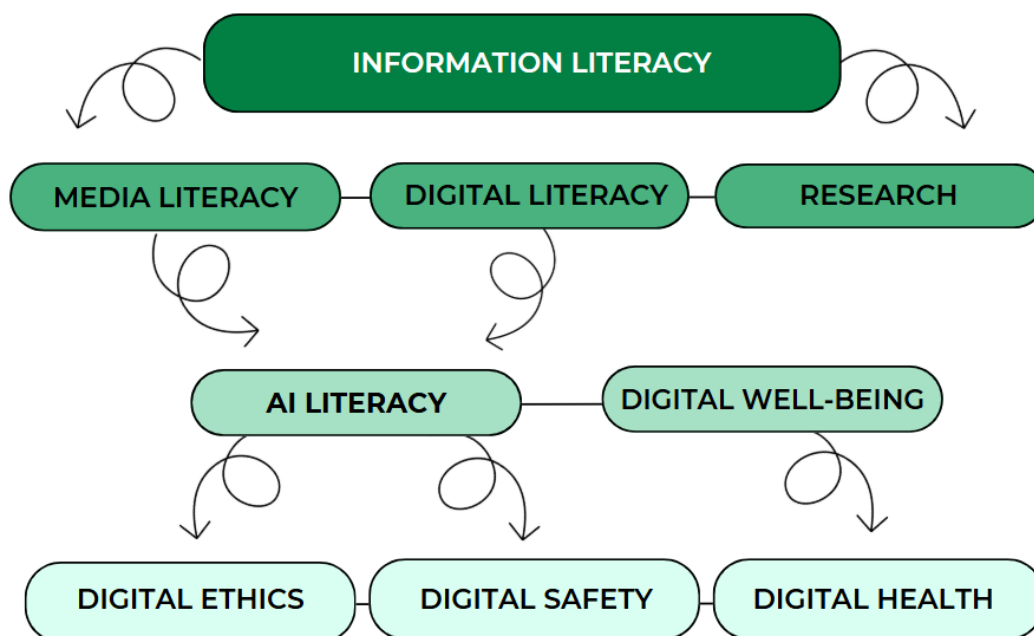 INFORMATION LITERACY
MEDIA LITERACY
DIGITAL LITERACY
RESEARCH
AI LITERACY
DIGITAL WELL-BEING
DIGITAL ETHICS
DIGITAL SAFETY
DIGITAL HEALTH